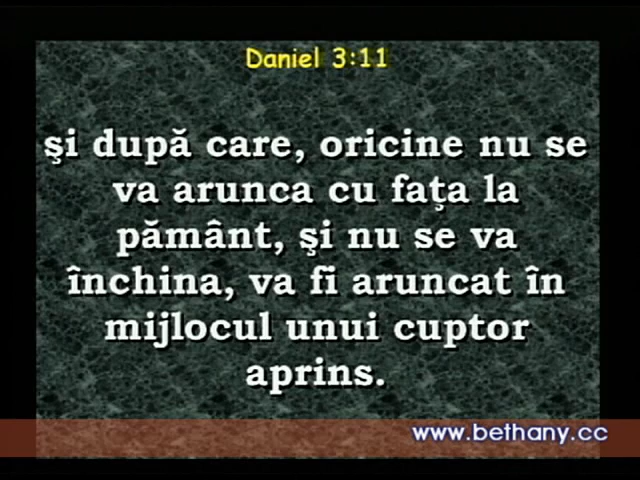 Daniel 3:11
şi după care, oricine nu se
va arunca cu faţa la
pământ, şi nu se va
închina, va fi aruncat în
mijlocul unui cuptor
aprins.
www.bethany.cc